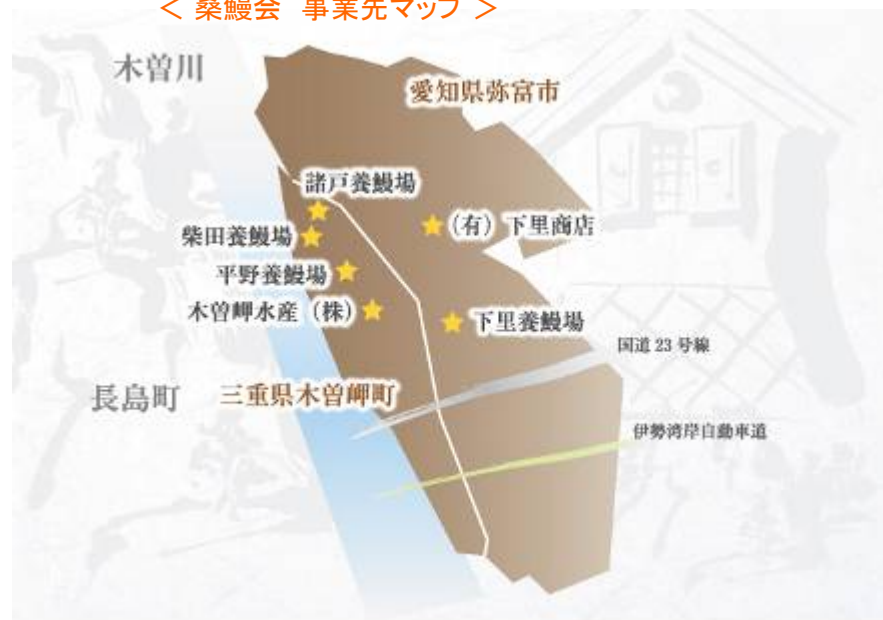 < 桑鰻会 事業先マップ >
木曽川
愛知県弥富市
諸戸養鰻場
柴田養鰻場
(有)下里商店
平野養鰻場
木曽岬水産(株)
下里養鰻場
国道23号線
長島町
三重県木曽岬町
伊勢湾岸自動車道